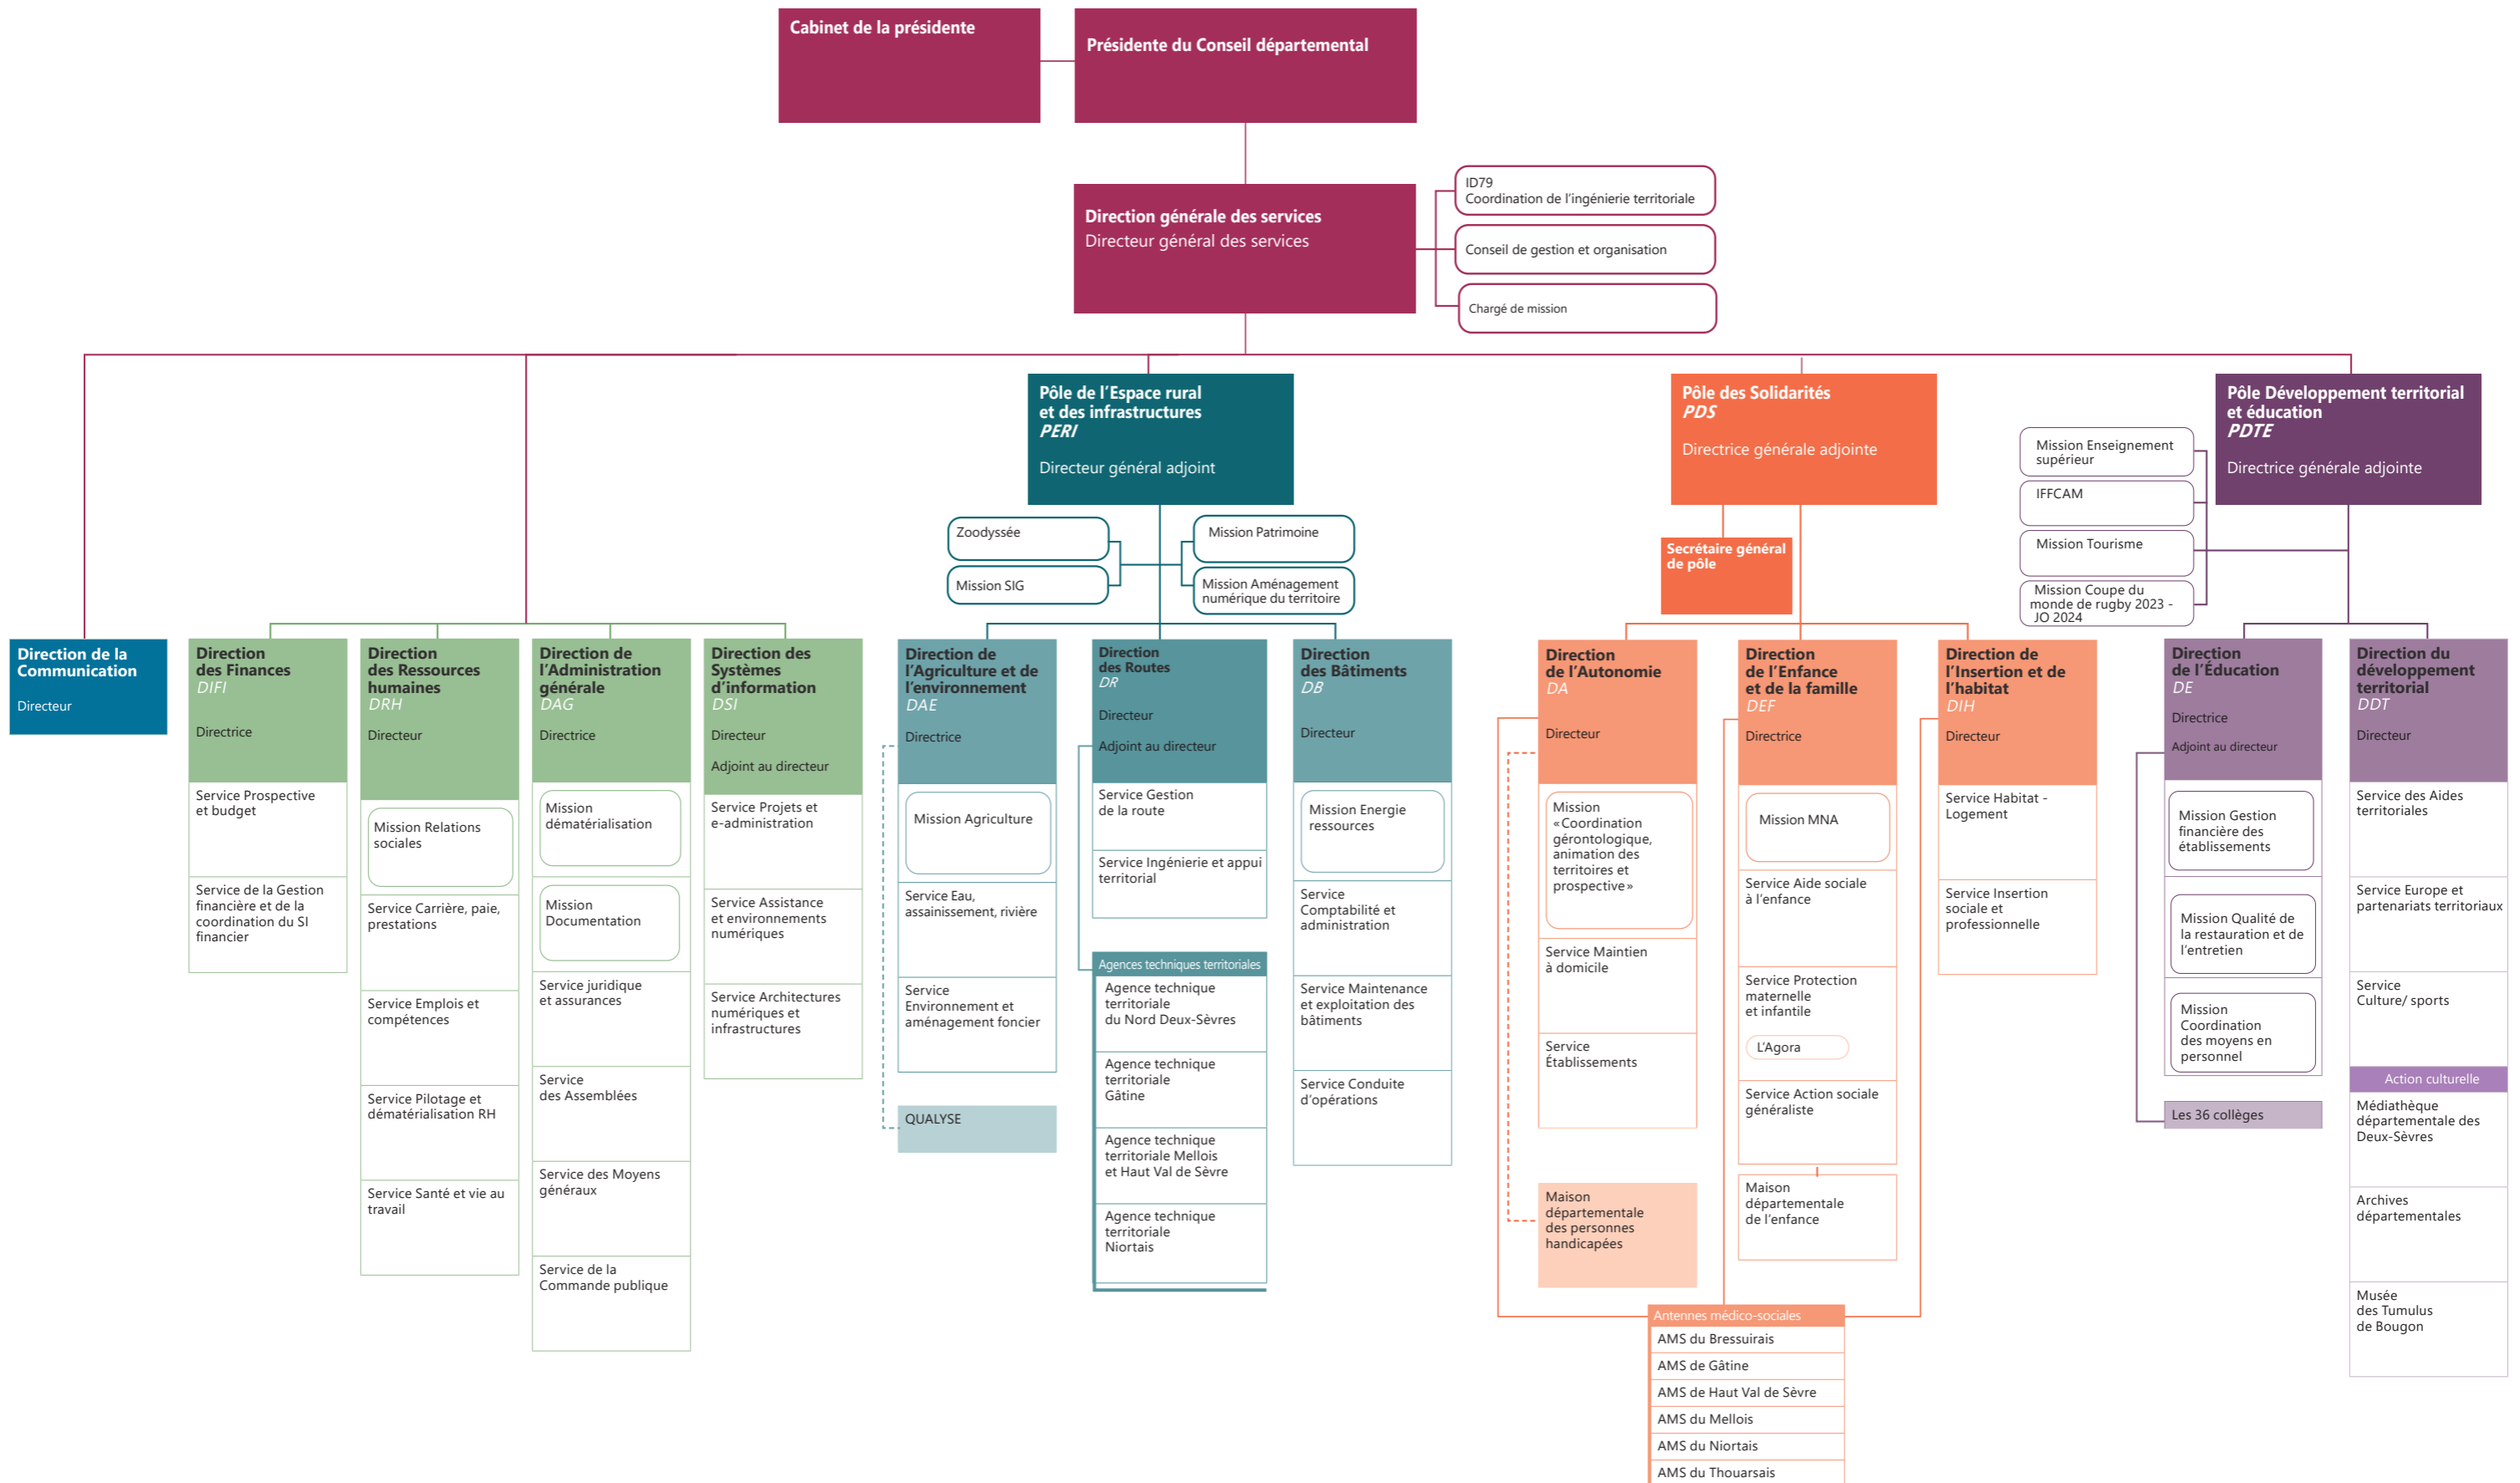 Cabinet de la présidente
Présidente du Conseil départemental
Direction générale des services
Directeur général des services
ID79
Coordination de l'ingénierie territoriale
Conseil de gestion et organisation
Chargé de mission
Pôle de l'Espace rural
et des infrastructures
PERI
Directeur général adjoint
Zoodyssée
Mission SIG
Mission Patrimoine
Mission Aménagement
numérique du territoire
Pôle des Solidarités
PDS
Directrice générale adjointe
Secrétaire général
de pôle
Pôle Développement territorial
et éducation
PDTE
Directrice générale adjointe
Mission Enseignement
supérieur
IFFCAM
Mission Tourisme
Mission Coupe du
monde de rugby 2023 -
JO 2024
Direction de la
Communication
Directeur
Direction
des Finances
DIFI
Directrice
Service Prospective
et budget
Service de la Gestion
financière et de la
coordination du SI
financier
Direction
des Ressources
humaines
DRH
Directeur
Mission Relations
sociales
Service Carrière, paie,
prestations
Service Emplois et
compétences
Service Pilotage et
dématérialisation RH
Service Santé et vie au
travail
Direction de
l'Administration
générale
DAG
Directrice
Mission
dématérialisation
Mission
Documentation
Service juridique
et assurances
Service
des Assemblées
Service des Moyens
généraux
Service de la
Commande publique
Direction des
Systèmes
d'information
DSI
Directeur
Adjoint au directeur
Service Projets et
e-administration
Service Assistance
et environnements
numériques
Service Architectures
numériques et
infrastructures
Direction de
l'Agriculture et de
l'environnement
DAE
Directrice
Mission Agriculture
Service Eau,
assainissement, rivière
Service
Environnement et
aménagement foncier
QUALYSE
Direction
des Routes
DR
Directeur
Adjoint au directeur
Service Gestion
de la route
Service Ingénierie et appui
territorial
Agences techniques territoriales
Agence technique
territoriale
du Nord Deux-Sèvres
Agence technique
territoriale
Gâtine
Agence technique
territoriale Mellois
et Haut Val de Sèvre
Agence technique
territoriale
Niortais
Direction
des Bâtiments
DB
Directeur
Mission Energie
ressources
Service
Comptabilité et
administration
Service Maintenance
et exploitation des
bâtiments
Service Conduite
d'opérations
Direction
de l'Autonomie
DA
Directeur
Mission
«Coordination
gérontologique,
animation des
territoires et
prospective»
Service Maintien
à domicile
Service
Établissements
Maison
départementale
des personnes
handicapées
Direction
de l'Enfance
et de la famille
DEF
Directrice
Mission MNA
Service Aide sociale
à l'enfance
Service Protection
maternelle
et infantile
L'Agora
Service Action sociale
généraliste
Maison
départementale
de l'enfance
Direction de
l'Insertion et de
l'habitat
DIH
Directeur
Service Habitat -
Logement
Service Insertion
sociale et
professionnelle
Antennes médico-sociales
AMS du Bressuirais
AMS de Gâtine
AMS de Haut Val de Sèvre
AMS du Mellois
AMS du Niortais
AMS du Thouarsais
Direction
de l'Éducation
DE
Directrice
Adjoint au directeur
Mission Gestion
financière des
établissements
Mission Qualité de
la restauration et de
l'entretien
Mission
Coordination
des moyens en
personnel
Les 36 collèges
Direction du
développement
territorial
DDT
Directeur
Service des Aides
territoriales
Service Europe et
partenariats territoriaux
Service
Culture/ sports
Action culturelle
Médiathèque
départementale des
Deux-Sèvres
Archives
départementales
Musée
des Tumulus
de Bougon